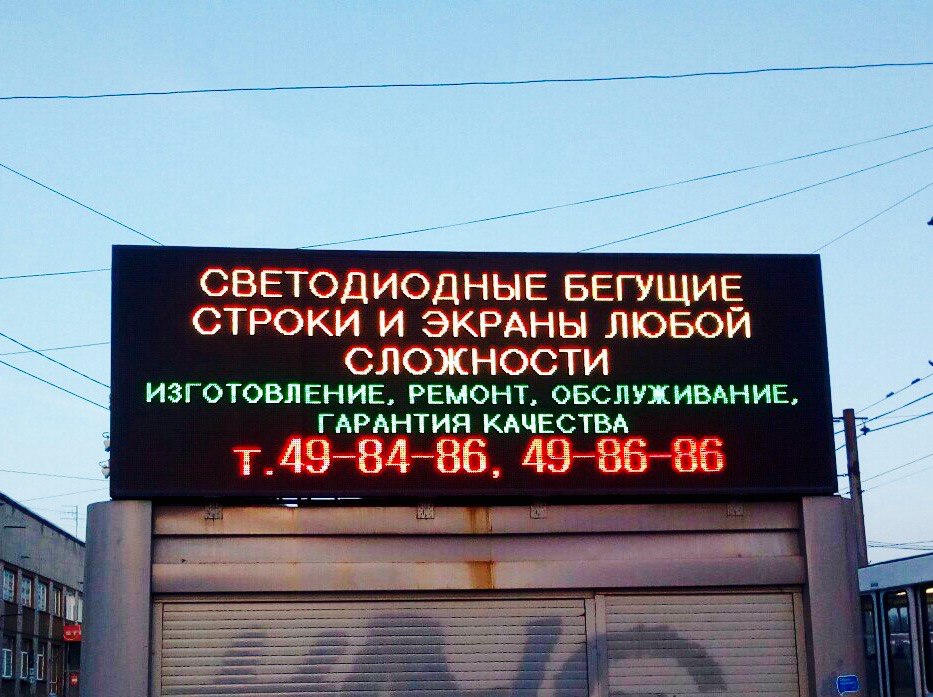 СВЕТОДИОДНЫЕ БЕГУЩИЕ
СТРОКИ И ЭКРАНЫ ЛЮБОЙ
СЛОЖНОСТИ
ИЗГОТОВЛЕНИЕ, РЕМОНТ, ОБСЛУЖИВАНИЕ,
ГАРАНТИЯ КАЧЕСТВА
т.49-84-86, 49-86-86